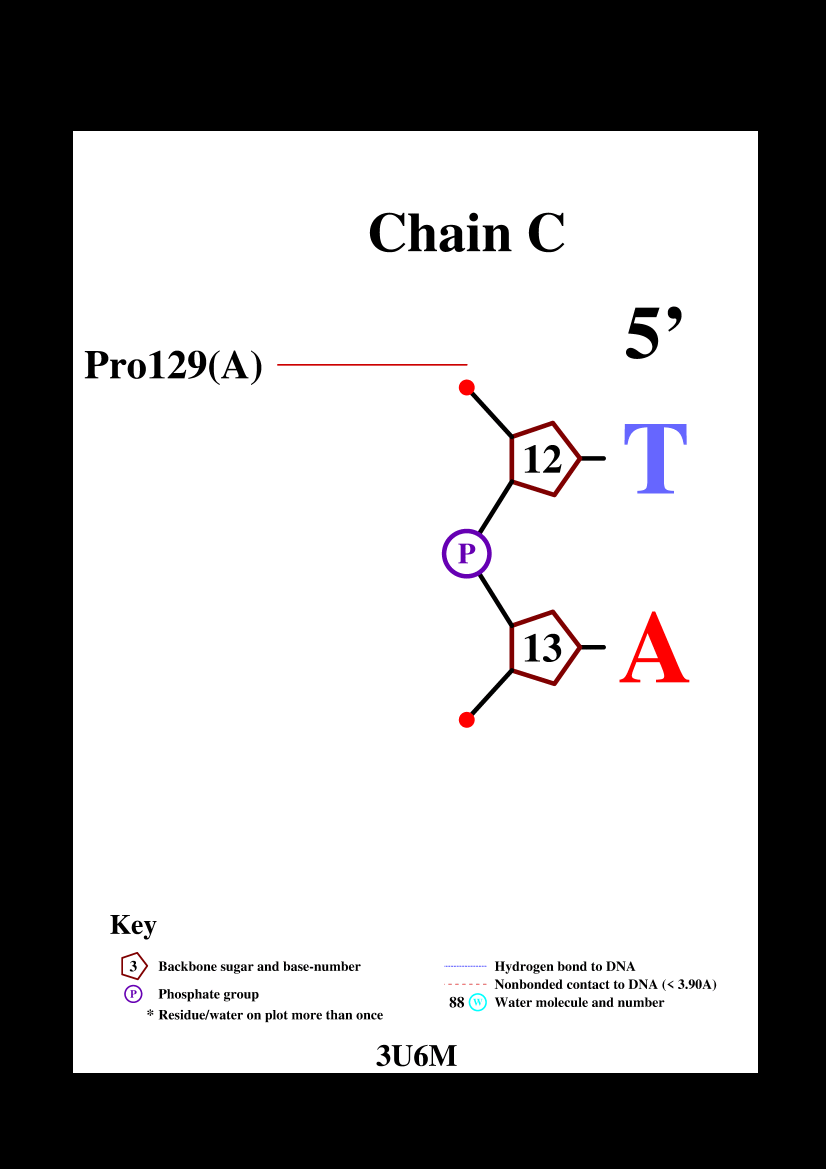 Chain C
5’
Pro129(A)
12
T
P
13
A
Key
3 Backbone sugar and base-number
P Phosphate group
* Residue/water on plot more than once
Hydrogen bond to DNA
Nonbonded contact to DNA (< 3.90A)
88 W Water molecule and number
3U6M